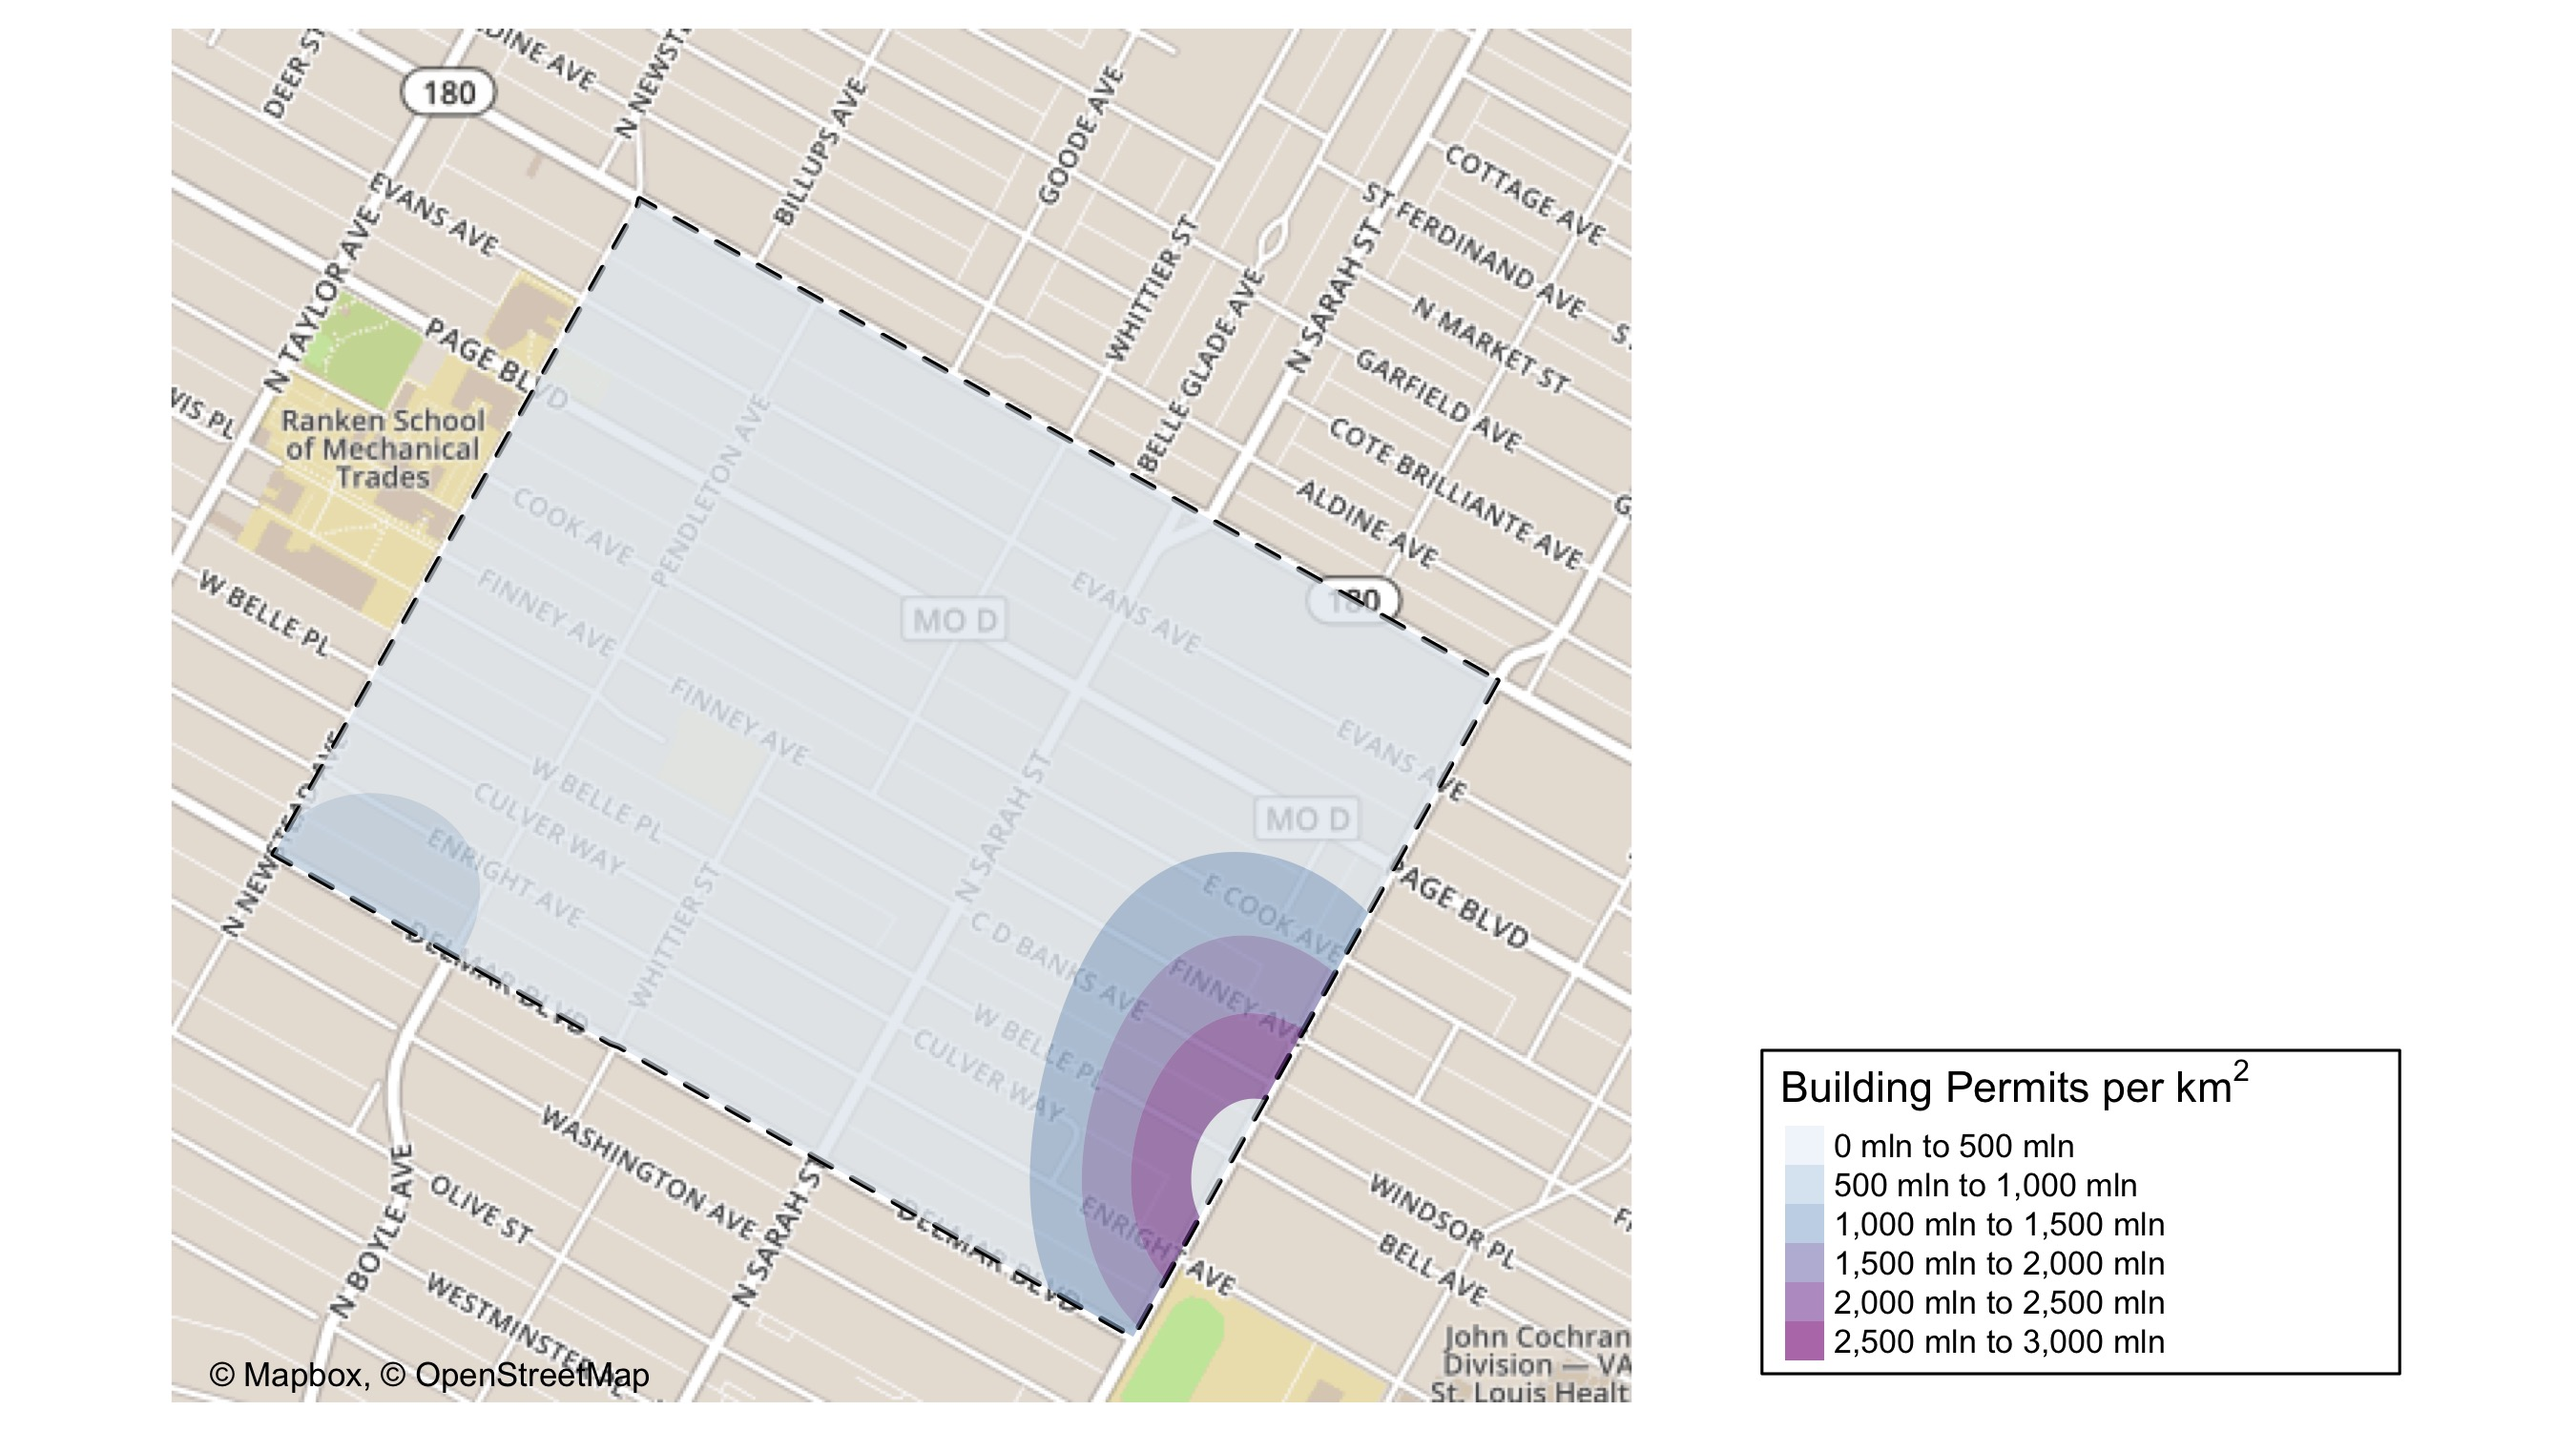 DEER ST
180
N NEWST
BILLUPS AVE
GOODE AVE
COTTAGE AVE
ST FERDINAND AVE
EVANS AVE
N TAYLOR AVE
WHITTIER ST
BELLE GLADE AVE
N SARAH ST
N MARKET ST
GARFIELD AVE
PAGE BLVD
COTE BRILLIANTE AVE
Ranken School
of Mechanical
Trades
ALDINE AVE
PENDLETON AVE
COOK AVE
FINNEY AVE
W BELLE PL
MO D
EVANS AVE
180
FINNEY AVE
EVANS AVE
W BELLE PL
CULVER WAY
N SARAH ST
MO D
ENRIGHT AVE
WHITTIER ST
E COOK AVE
PAGE BLVD
C D BANKS AVE
FINNEY AVE
DELMAR BLVD
W BELLE PL
CULVER WAY
WASHINGTON AVE
N SARAH ST
N BOYLE AVE
OLIVE ST
DELMAR BLVD
ENRIGHT AVE
WINDSOR PL
BELL AVE
WESTMINSTER PL
John Cochran
Division — VA
St. Louis Healt
© Mapbox, © OpenStreetMap
Building Permits per km²
0 mln to 500 mln
500 mln to 1,000 mln
1,000 mln to 1,500 mln
1,500 mln to 2,000 mln
2,000 mln to 2,500 mln
2,500 mln to 3,000 mln